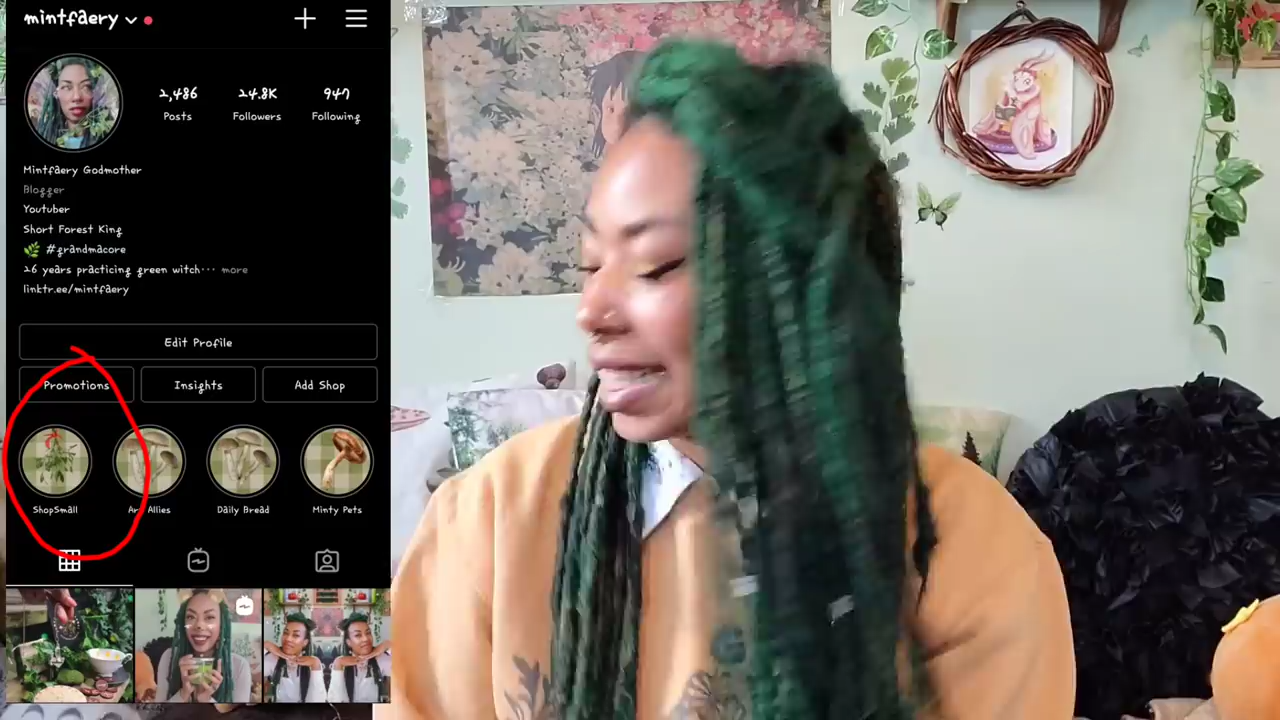 mintfaery
2,486 24.8K 947
Posts Followers Following
Mintfaery Godmother
Blogger
Youtuber
Short Forest King
🌿 #grandmacore
26 years practicing green witch... more
linktr.ee/mintfaery
Edit Profile
Promotions Insights Add Shop
ShopSmall Art Allies Daily Bread Minty Pets